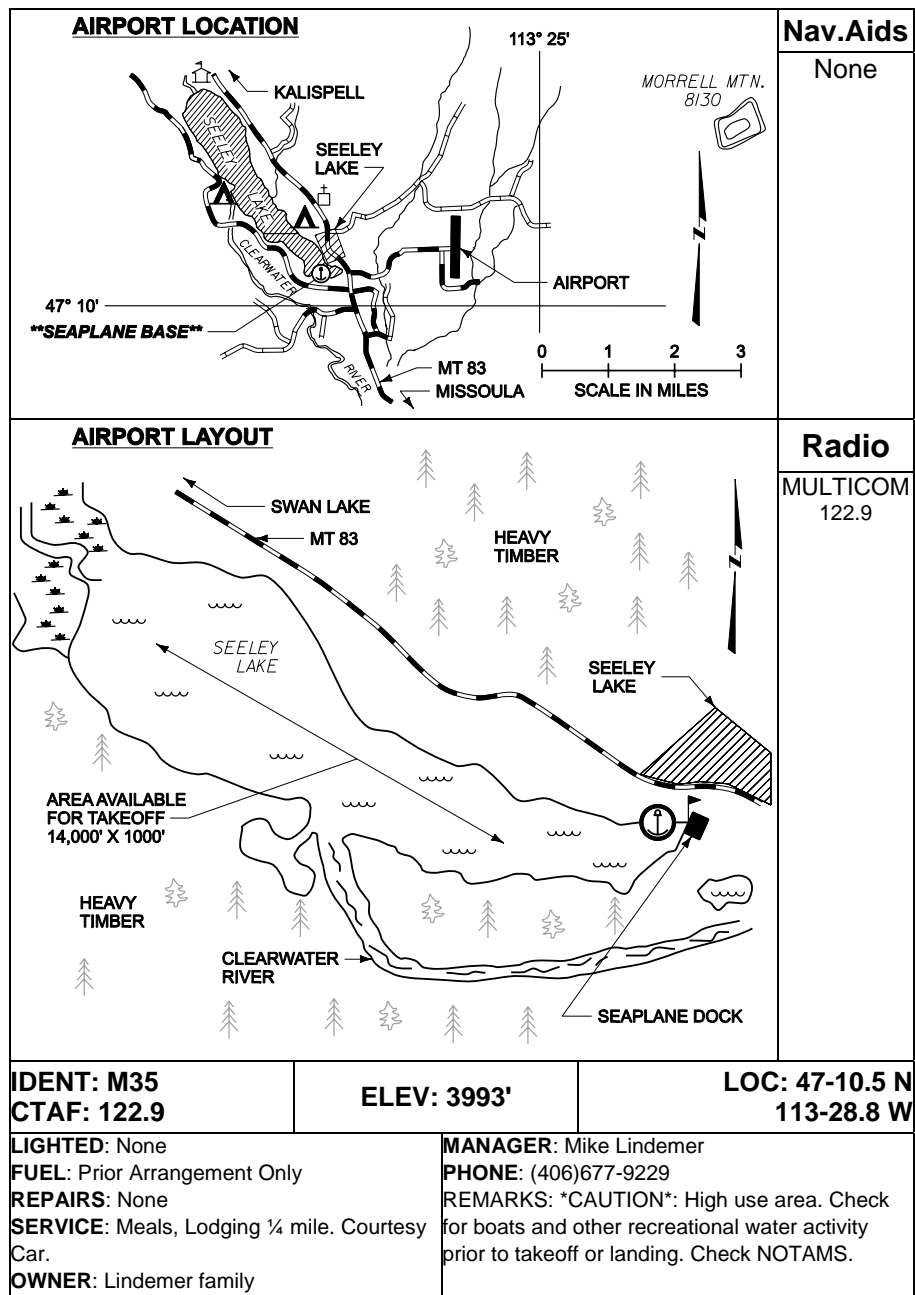 AIRPORT LOCATION
113° 25'
MORRELL MTN.
8130
KALISPELL
SEELEY
LAKE
SEELEY
LAKE
CLEARWATER
RIVER
AIRPORT
47° 10'
**SEAPLANE BASE**
MT 83
MISSOULA
N
0 1 2 3
SCALE IN MILES
Nav.Aids
None
AIRPORT LAYOUT
SWAN LAKE
MT 83
HEAVY
TIMBER
N
SEELEY
LAKE
SEELEY
LAKE
AREA AVAILABLE
FOR TAKEOFF
14,000' X 1000'
HEAVY
TIMBER
CLEARWATER
RIVER
SEAPLANE DOCK
Radio
MULTICOM
122.9
IDENT: M35
CTAF: 122.9
ELEV: 3993'
LOC: 47-10.5 N
113-28.8 W
LIGHTED: None
FUEL: Prior Arrangement Only
REPAIRS: None
SERVICE: Meals, Lodging ¼ mile. Courtesy
Car.
OWNER: Lindemer family
MANAGER: Mike Lindemer
PHONE: (406)677-9229
REMARKS: *CAUTION*: High use area. Check
for boats and other recreational water activity
prior to takeoff or landing. Check NOTAMS.